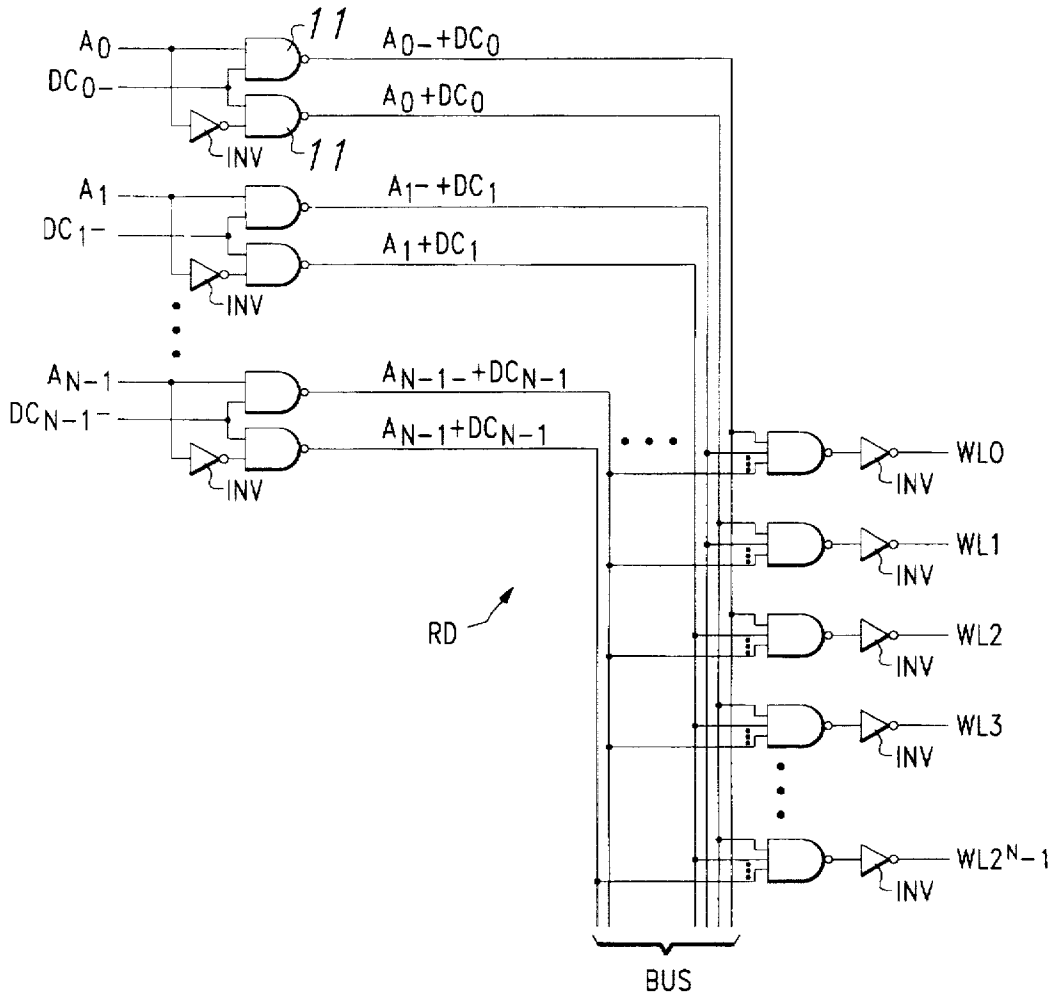 A0
11
A0-+DC0
DC0-
A0+DC0
INV
11
A1
A1-+DC1
DC1-
A1+DC1
INV
AN-1
AN-1-+DCN-1
DCN-1-
AN-1+DCN-1
INV
WL0
INV
WL1
INV
RD
WL2
INV
WL3
INV
WL2^N-1
INV
BUS